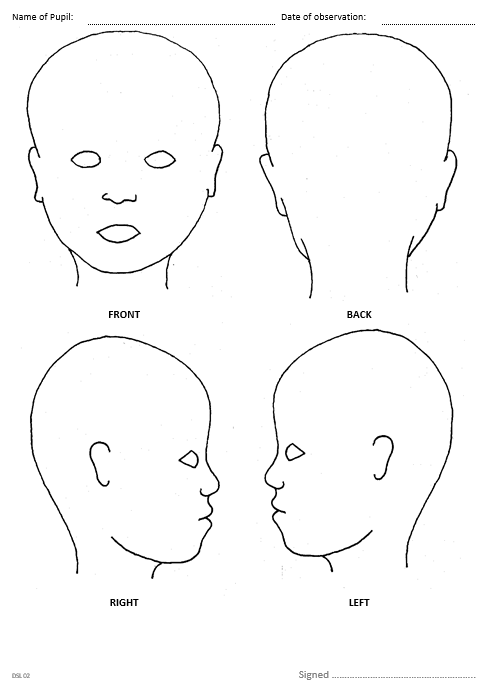 Name of Pupil: Date of observation:
FRONT BACK
RIGHT LEFT
DSL 02 Signed